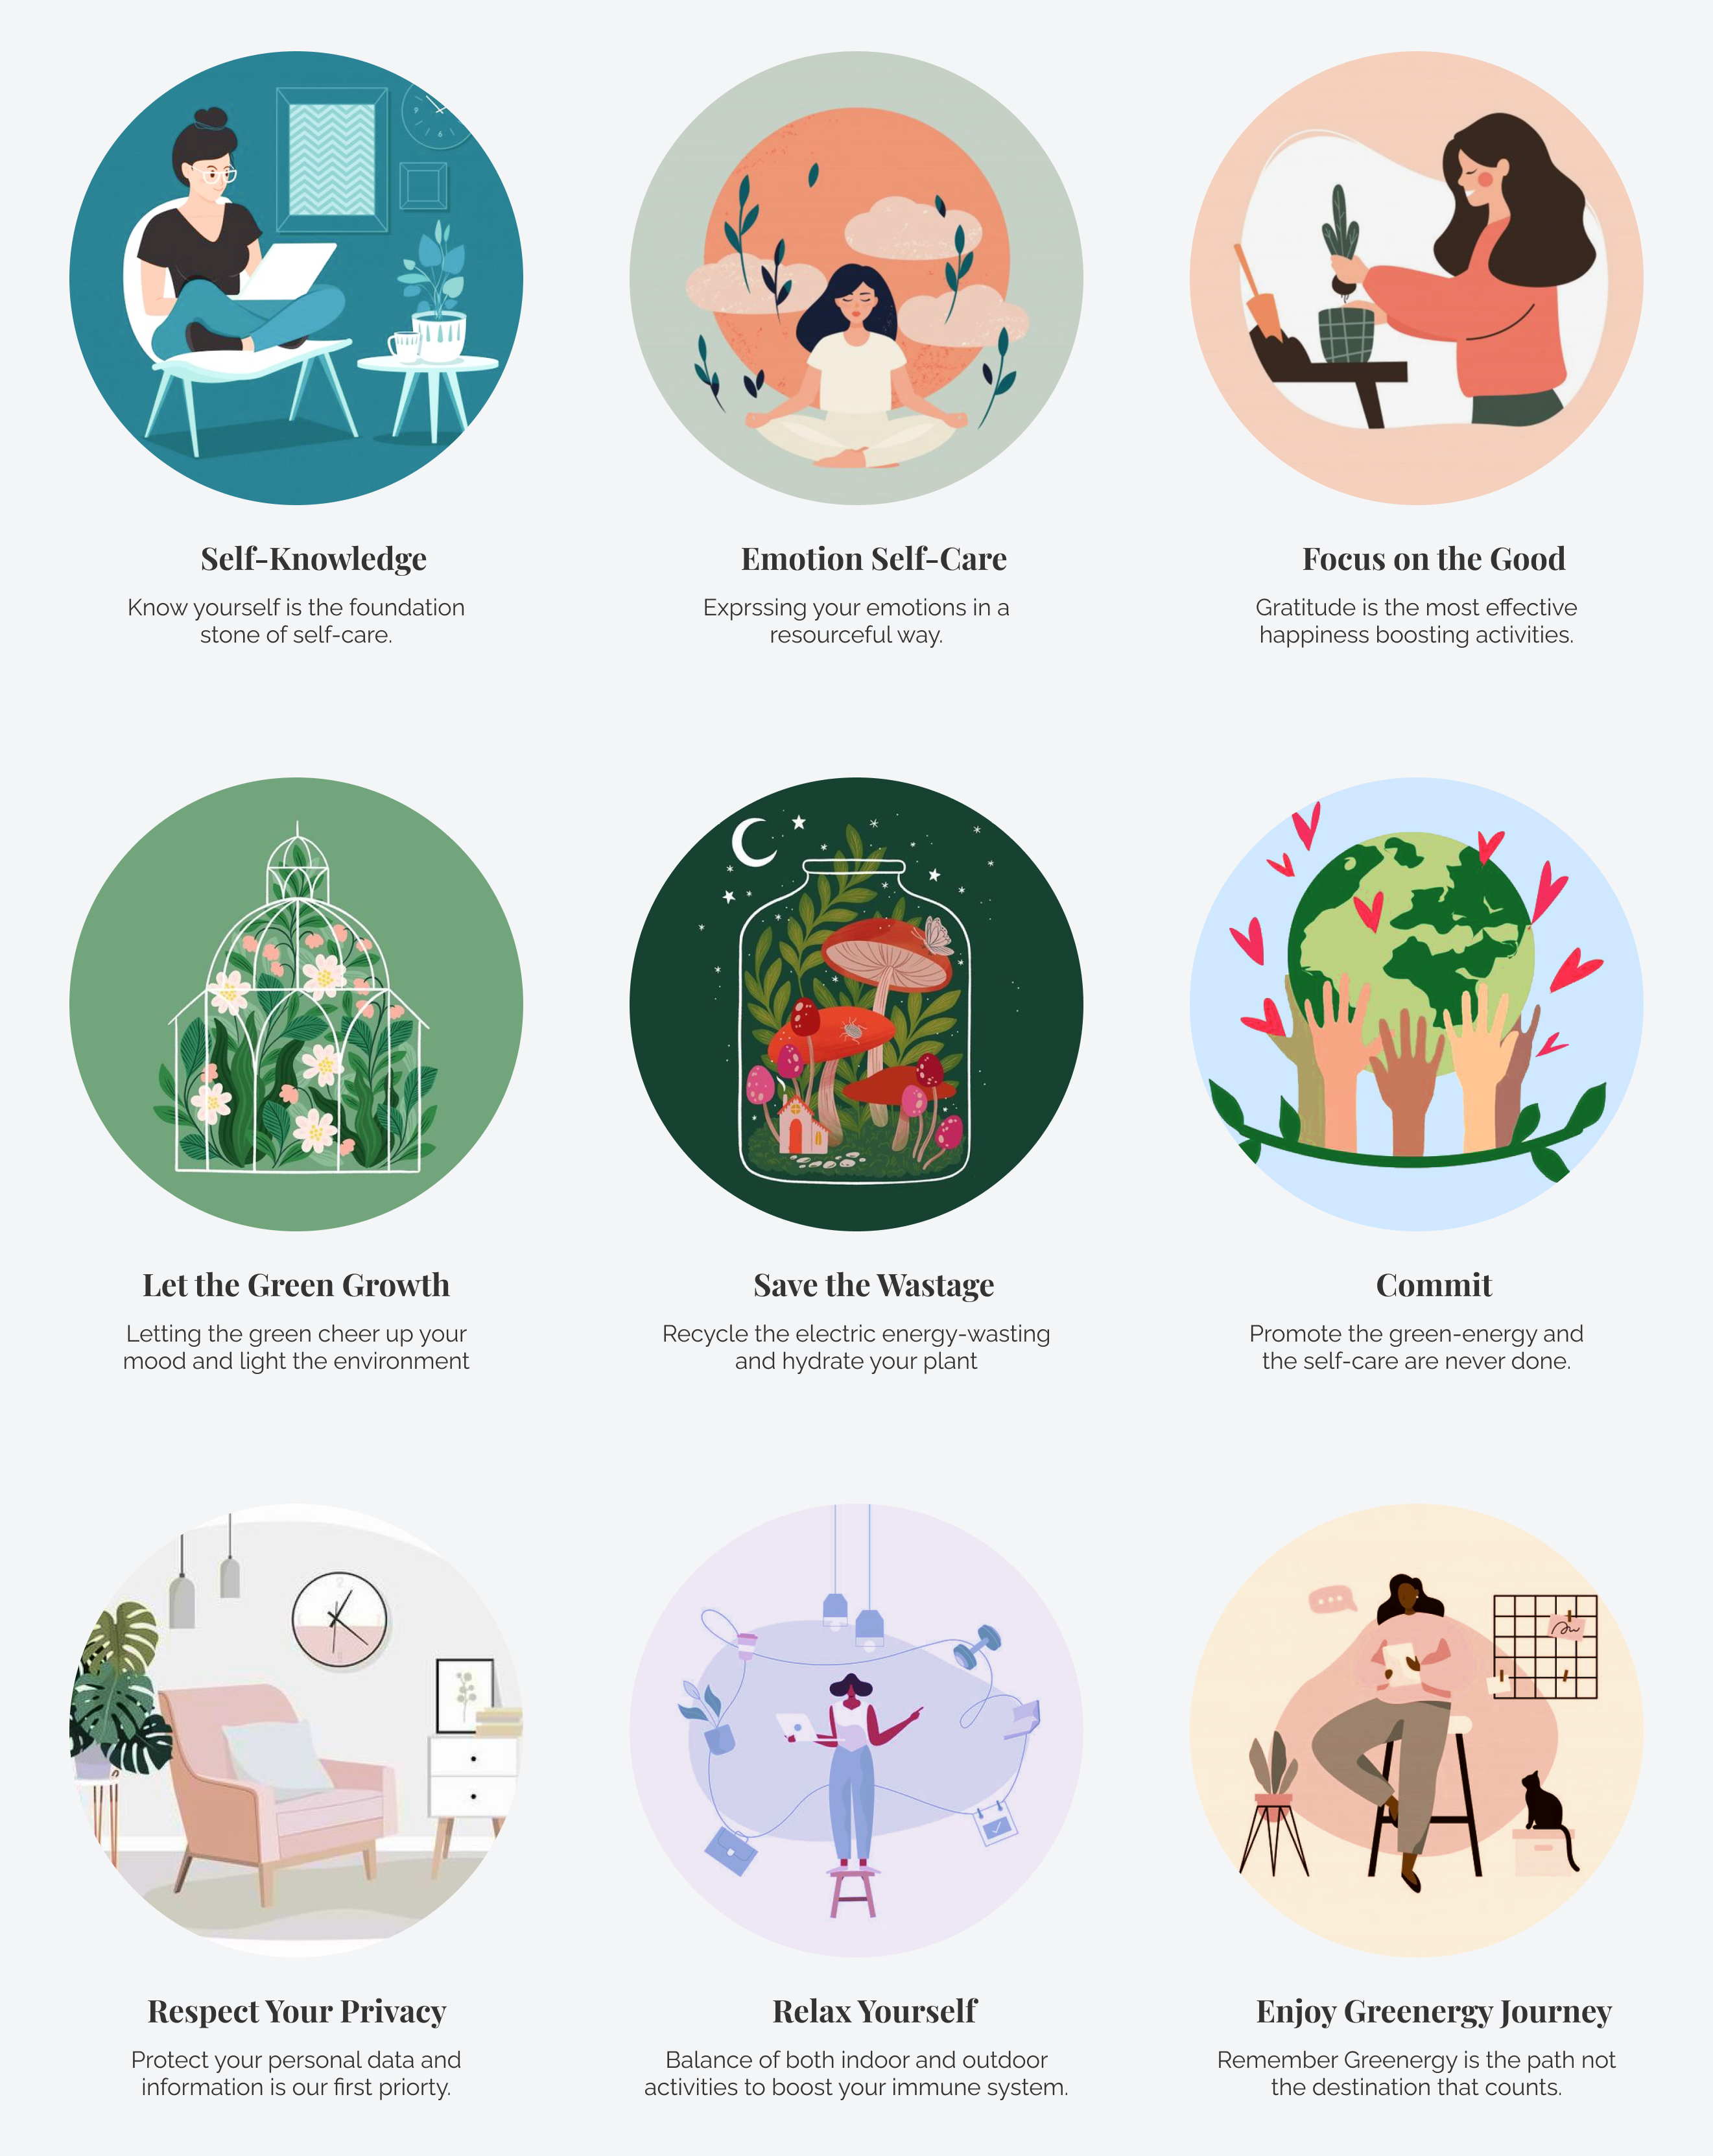 Self-Knowledge
Know yourself is the foundation
stone of self-care.
Emotion Self-Care
Exprssing your emotions in a
resourceful way.
Focus on the Good
Gratitude is the most effective
happiness boosting activities.
Let the Green Growth
Letting the green cheer up your
mood and light the environment
Save the Wastage
Recycle the electric energy-wasting
and hydrate your plant
Commit
Promote the green-energy and
the self-care are never done.
Respect Your Privacy
Protect your personal data and
information is our first priorty.
Relax Yourself
Balance of both indoor and outdoor
activities to boost your immune system.
Enjoy Greenergy Journey
Remember Greenergy is the path not
the destination that counts.